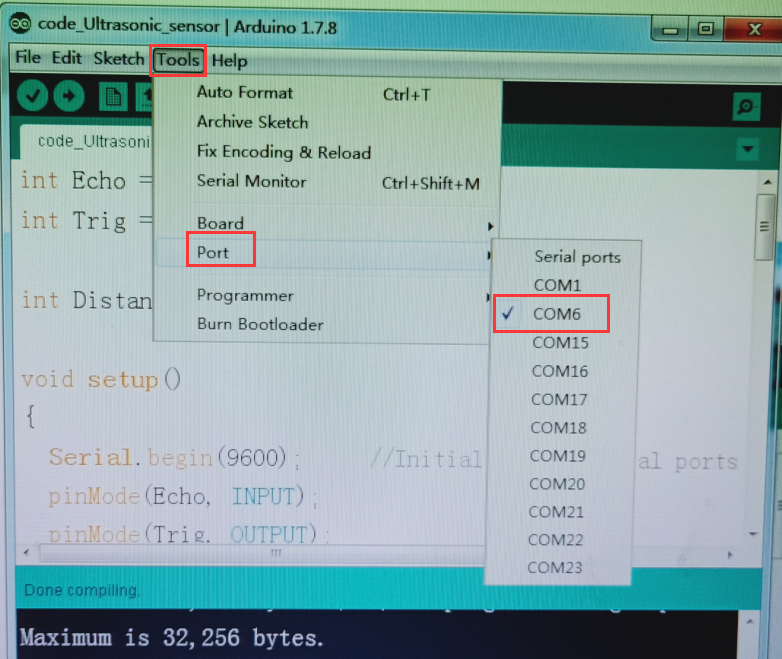 code_Ultrasonic_sensor | Arduino 1.7.8
File Edit Sketch Tools Help
Auto Format Ctrl+T
Archive Sketch
Fix Encoding & Reload
Serial Monitor Ctrl+Shift+M
Board
Port
Programmer
Burn Bootloader
Serial ports
COM1
COM6
COM15
COM16
COM17
COM18
COM19
COM20
COM21
COM22
COM23
code_Ultrasoni
int Echo =
int Trig =
int Distan
void setup()
{
Serial.begin(9600); //Initial al ports
pinMode(Echo, INPUT);
pinMode(Trig, OUTPUT);
Done compiling.
Maximum is 32,256 bytes.